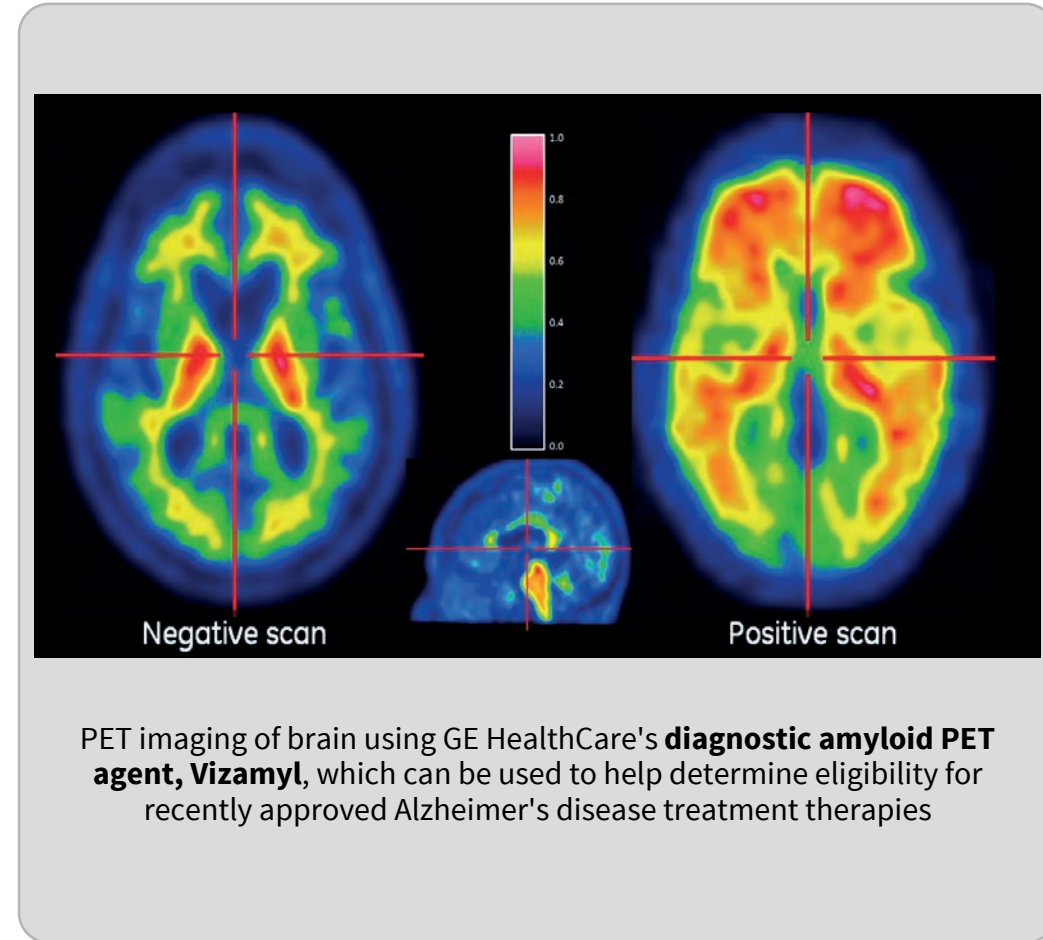 1.0
0.8
0.6
0.4
0.2
0.0
Negative scan
Positive scan
PET imaging of brain using GE HealthCare's diagnostic amyloid PET
agent, Vizamyl, which can be used to help determine eligibility for
recently approved Alzheimer's disease treatment therapies